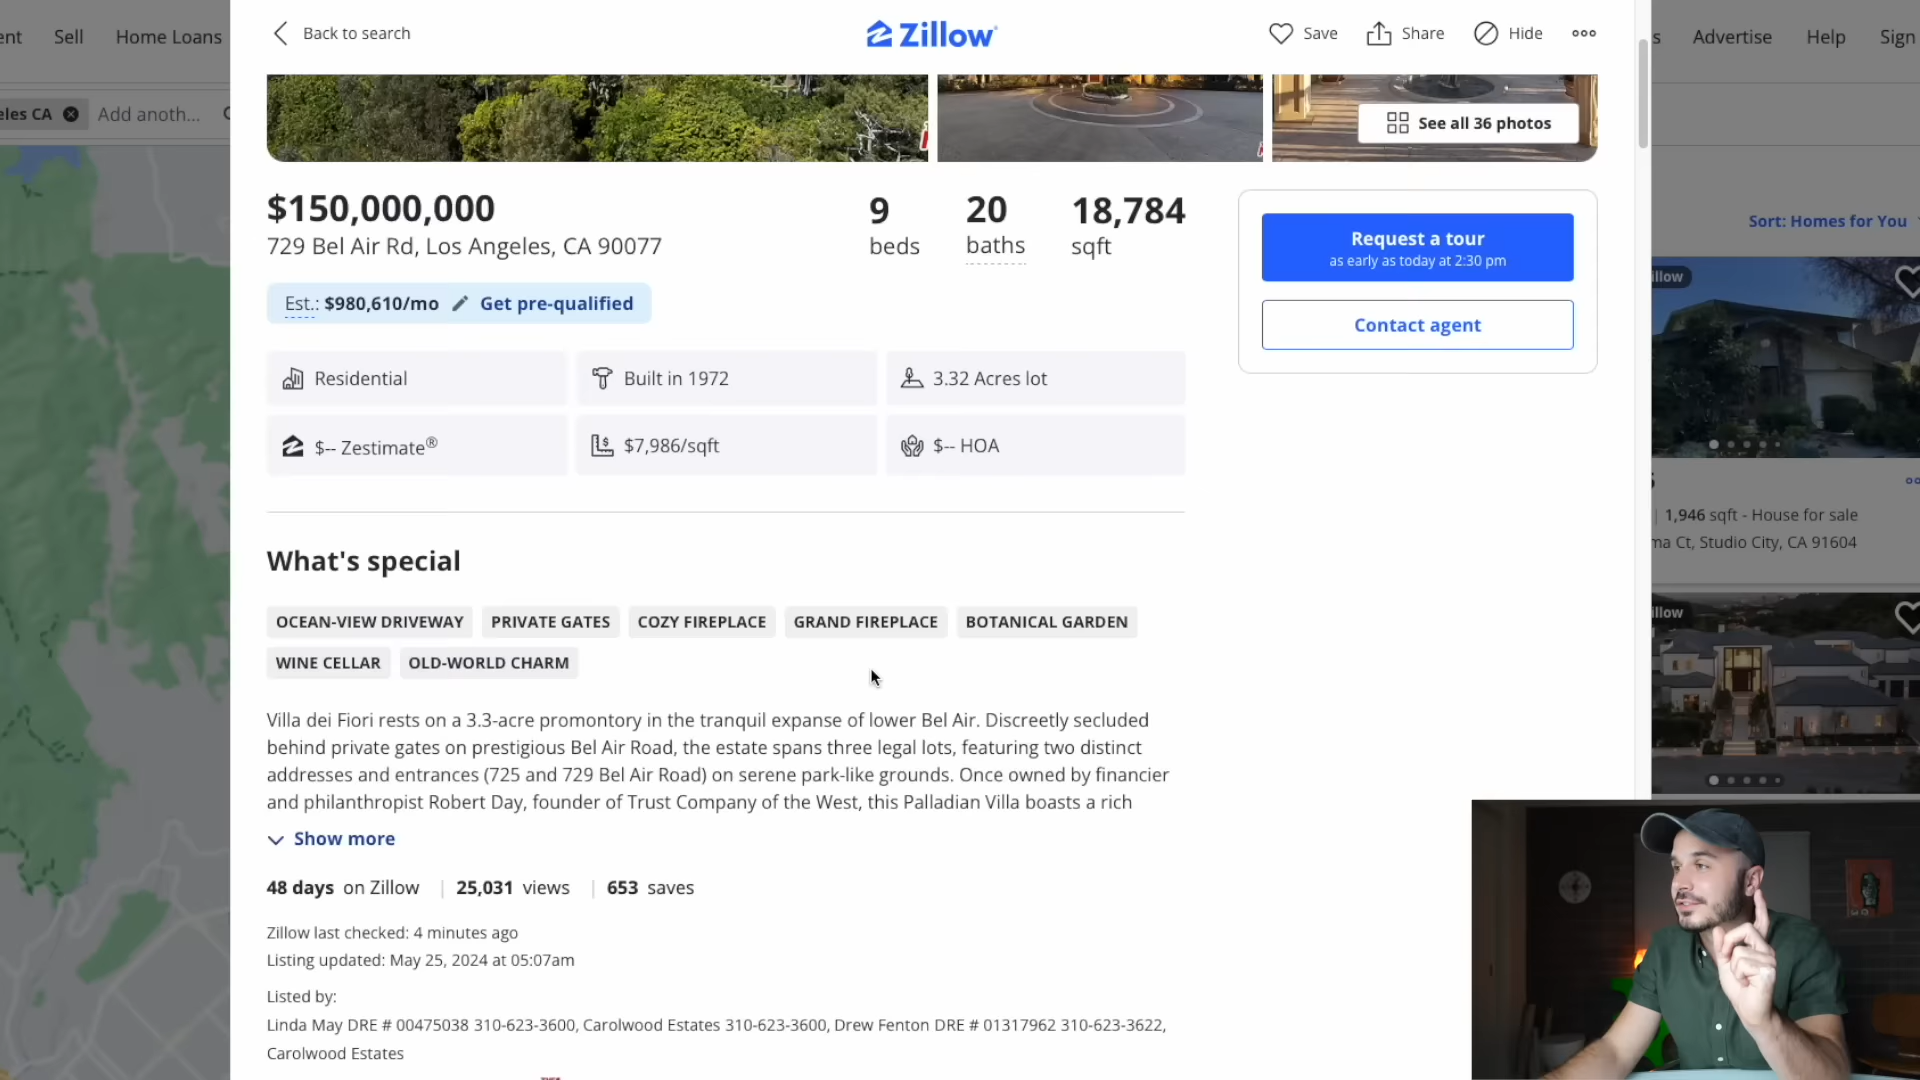 ent
Sell
Home Loans
Back to search
Zillow
Save
Share
Hide
Advertise
Help
Sign
eles CA
Add anoth...
See all 36 photos
$150,000,000
729 Bel Air Rd, Los Angeles, CA 90077
9
beds
20
baths
18,784
sqft
Request a tour
as early as today at 2:30 pm
Contact agent
Sort: Homes for You
Est.: $980,610/mo
Get pre-qualified
Residential
Built in 1972
3.32 Acres lot
$-- Zestimate®
$7,986/sqft
$-- HOA
illow
1,946 sqft - House for sale
ma Ct, Studio City, CA 91604
illow
What's special
OCEAN-VIEW DRIVEWAY
PRIVATE GATES
COZY FIREPLACE
GRAND FIREPLACE
BOTANICAL GARDEN
WINE CELLAR
OLD-WORLD CHARM
Villa dei Fiori rests on a 3.3-acre promontory in the tranquil expanse of lower Bel Air. Discreetly secluded
behind private gates on prestigious Bel Air Road, the estate spans three legal lots, featuring two distinct
addresses and entrances (725 and 729 Bel Air Road) on serene park-like grounds. Once owned by financier
and philanthropist Robert Day, founder of Trust Company of the West, this Palladian Villa boasts a rich
Show more
48 days on Zillow | 25,031 views | 653 saves
Zillow last checked: 4 minutes ago
Listing updated: May 25, 2024 at 05:07am
Listed by:
Linda May DRE # 00475038 310-623-3600, Carolwood Estates 310-623-3600, Drew Fenton DRE # 01317962 310-623-3622,
Carolwood Estates